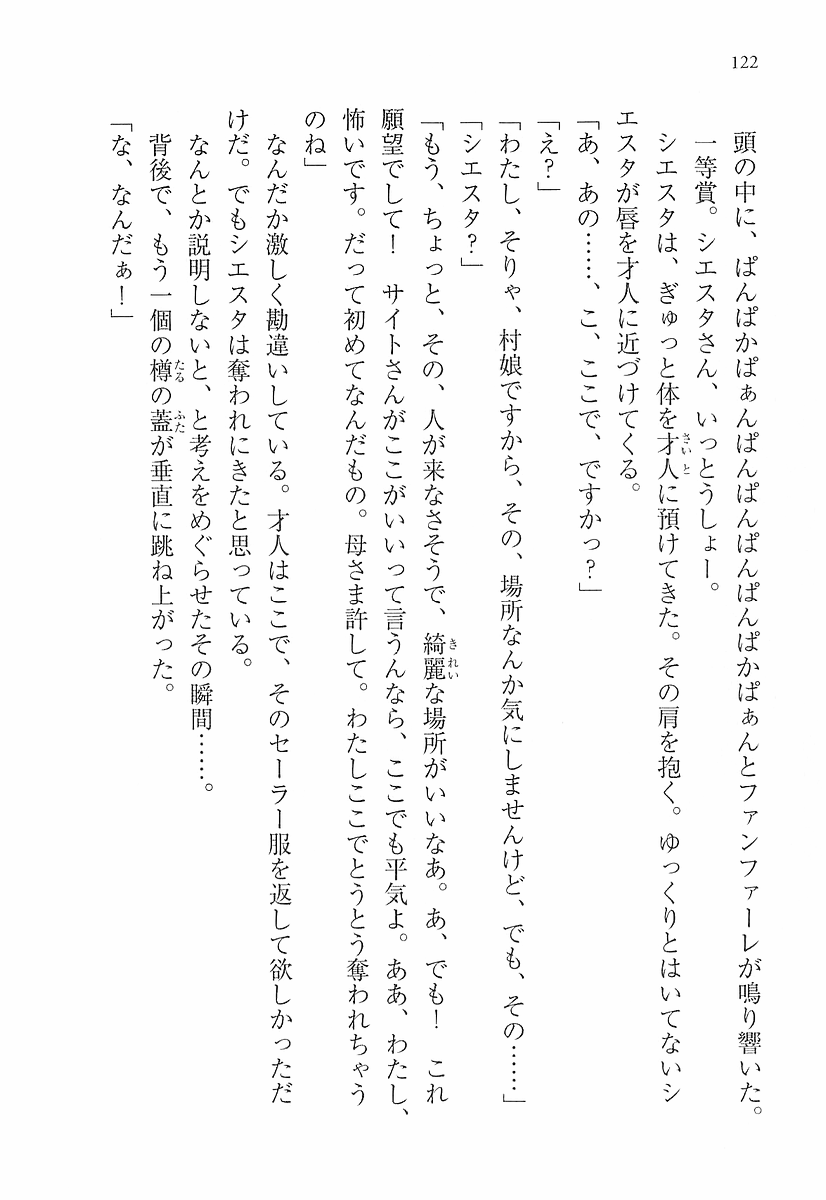 122
頭の中に、ぱんぱかぱぁんぱんぱんぱんぱんぱかぱぁんとファンファーレが鳴り響いた。
一等賞。シエスタさん、いっとうしょー。
シエスタは、ぎゅっと体を才人に預けてきた。その肩を抱く。ゆっくりとはいてないシ
エスタが唇を才人に近づけてくる。
「あ、あの……、こ、ここで、ですかっ?」
「え?」
「わたし、そりゃ、村娘ですから、その、場所なんか気にしませんけど、でも、その……」
「シエスタ?」
「もう、ちょっと、その、人が来なさそうで、綺麗な場所がいいなあ。あ、でも! これ
願望でして! サイトさんがここがいいって言うんなら、ここでも平気よ。ああ、わたし、
怖いです。だって初めてなんだもの。母さま許して。わたしここでとうとう奪われちゃう
のね」
なんだか激しく勘違いしている。才人はここで、そのセーラー服を返して欲しかっただ
けだ。でもシエスタは奪われにきたと思っている。
なんとか説明しないと、と考えをめぐらせたその瞬間……。
背後で、もう一個の樽の蓋が垂直に跳ね上がった。
「な、なんだぁ!」